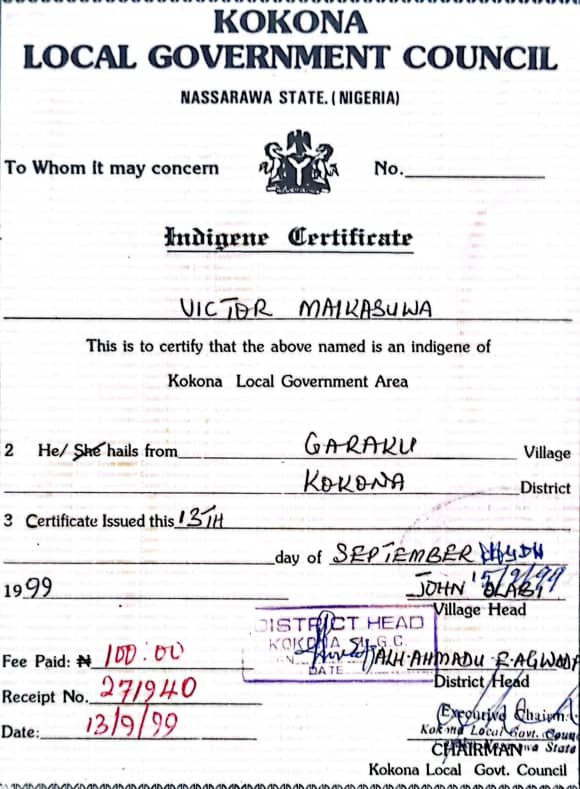 KOKONA
LOCAL GOVERNMENT COUNCIL
NASSARAWA STATE. (NIGERIA)
To Whom it may concern No.
Indigene Certificate
VICTOR MAIKASUWA
This is to certify that the above named is an indigene of
Kokona Local Government Area
2 He/ She hails from GARAKU Village
KOKONA District
3 Certificate Issued this 13TH
day of SEPTEMBER
1999 JOHN
Village Head
DISTRICT HEAD
KOKONA L.G.C.
DATE
Fee Paid: ₦ 100:00 ALH. AHMADU
District Head
Receipt No. 271940
Date: 13/9/99
Kokona Local Govt.
State
CHAIRMAN
Kokona Local Govt. Council